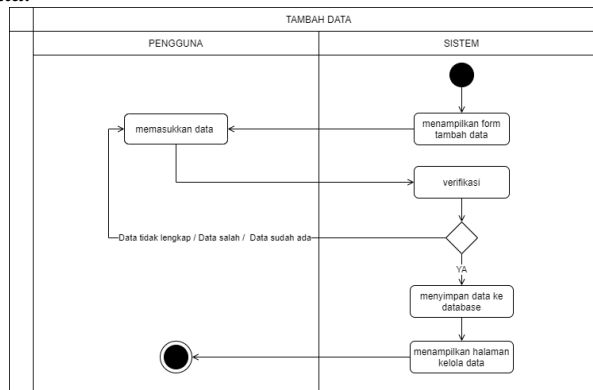 TAMBAH DATA
PENGGUNA
SISTEM
menampilkan form
tambah data
memasukkan data
verifikasi
Data tidak lengkap / Data salah / Data sudah ada
YA
menyimpan data ke
database
menampilkan halaman
kelola data